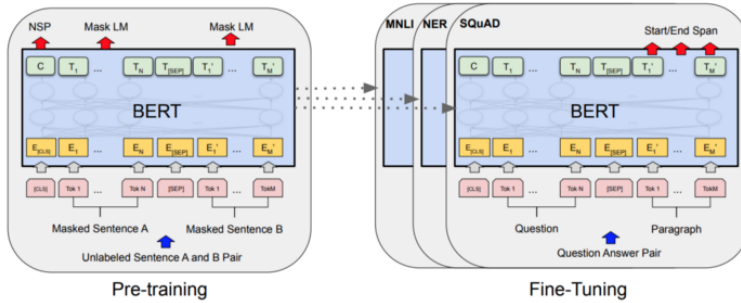 NSP Mask LM Mask LM
C T1 ... TN T[SEP] T1' ... TM'
BERT
E[CLS] E1 ... EN E[SEP] E1' ... EM'
[CLS] Tok 1 ... Tok N [SEP] Tok 1 ... TokM
Masked Sentence A Masked Sentence B
Unlabeled Sentence A and B Pair
Pre-training
MNLI NER SQuAD Start/End Span
C T1 ... TN T[SEP] T1' ... TM'
BERT
E[CLS] E1 ... EN E[SEP] E1' ... EM'
[CLS] Tok 1 ... Tok N [SEP] Tok 1 ... TokM
Question Paragraph
Question Answer Pair
Fine-Tuning